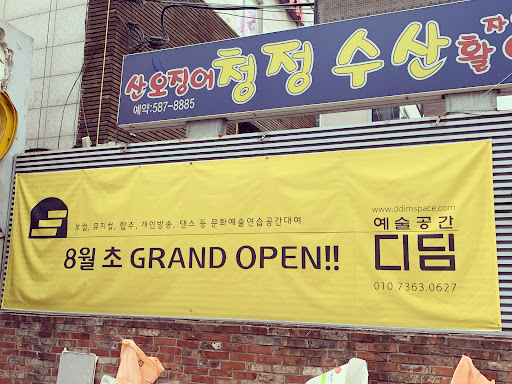 산오징어 청정수산 자
활
예약:587-8885
www.ddimspace.com
보컬, 뮤지컬, 합주, 개인방송, 댄스 등 문화예술연습공간대여
8월 초 GRAND OPEN!!
예술공간
디딤
010.7363.0627